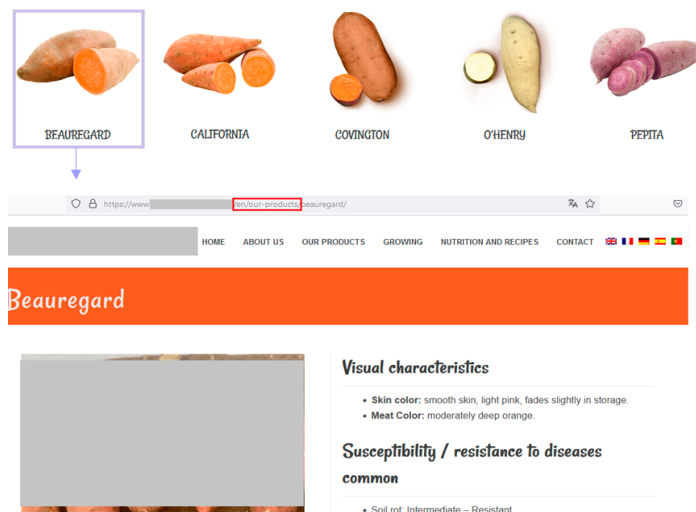 BEAUREGARD CALIFORNIA COVINGTON O'HENRY PEPITA
https://www. /en/our-products/beauregard/
HOME ABOUT US OUR PRODUCTS GROWING NUTRITION AND RECIPES CONTACT
Beauregard
Visual characteristics
• Skin color: smooth skin, light pink, fades slightly in storage.
• Meat Color: moderately deep orange.
Susceptibility / resistance to diseases
common
• Soil rot: Intermediate – Resistant